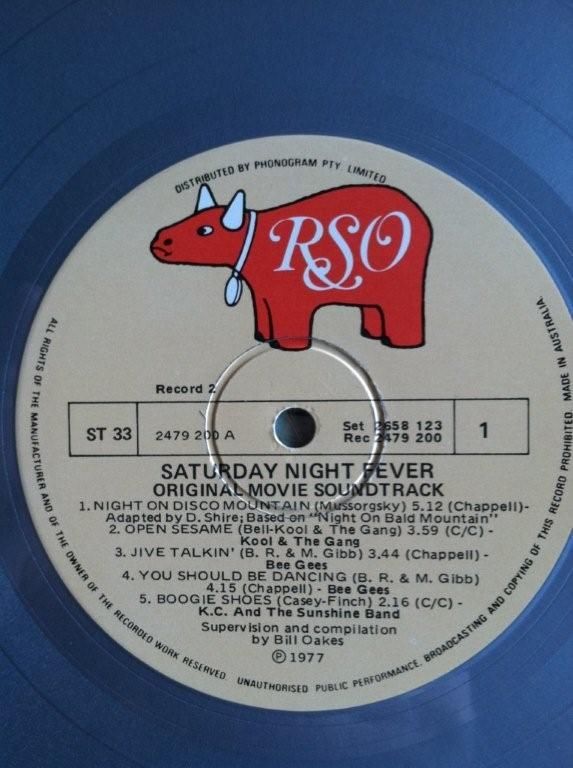 DISTRIBUTED BY PHONOGRAM PTY. LIMITED
RSO
Record 2
ST 33
2479 200 A
Set 2658 123
Rec 2479 200
1
SATURDAY NIGHT FEVER
ORIGINAL MOVIE SOUNDTRACK
1. NIGHT ON DISCO MOUNTAIN (Mussorgsky) 5.12 (Chappell)-
Adapted by D. Shire; Based on "Night On Bald Mountain"
2. OPEN SESAME (Bell-Kool & The Gang) 3.59 (C/C) -
Kool & The Gang
3. JIVE TALKIN' (B. R. & M. Gibb) 3.44 (Chappell) -
Bee Gees
4. YOU SHOULD BE DANCING (B. R. & M. Gibb)
4.15 (Chappell) - Bee Gees
5. BOOGIE SHOES (Casey-Finch) 2.16 (C/C) -
K.C. And The Sunshine Band
Supervision and compilation
by Bill Oakes
Ⓟ 1977
ALL RIGHTS OF THE MANUFACTURER AND OF THE OWNER OF THE RECORDED WORK RESERVED. UNAUTHORISED PUBLIC PERFORMANCE, BROADCASTING AND COPYING OF THIS RECORD PROHIBITED. MADE IN AUSTRALIA.